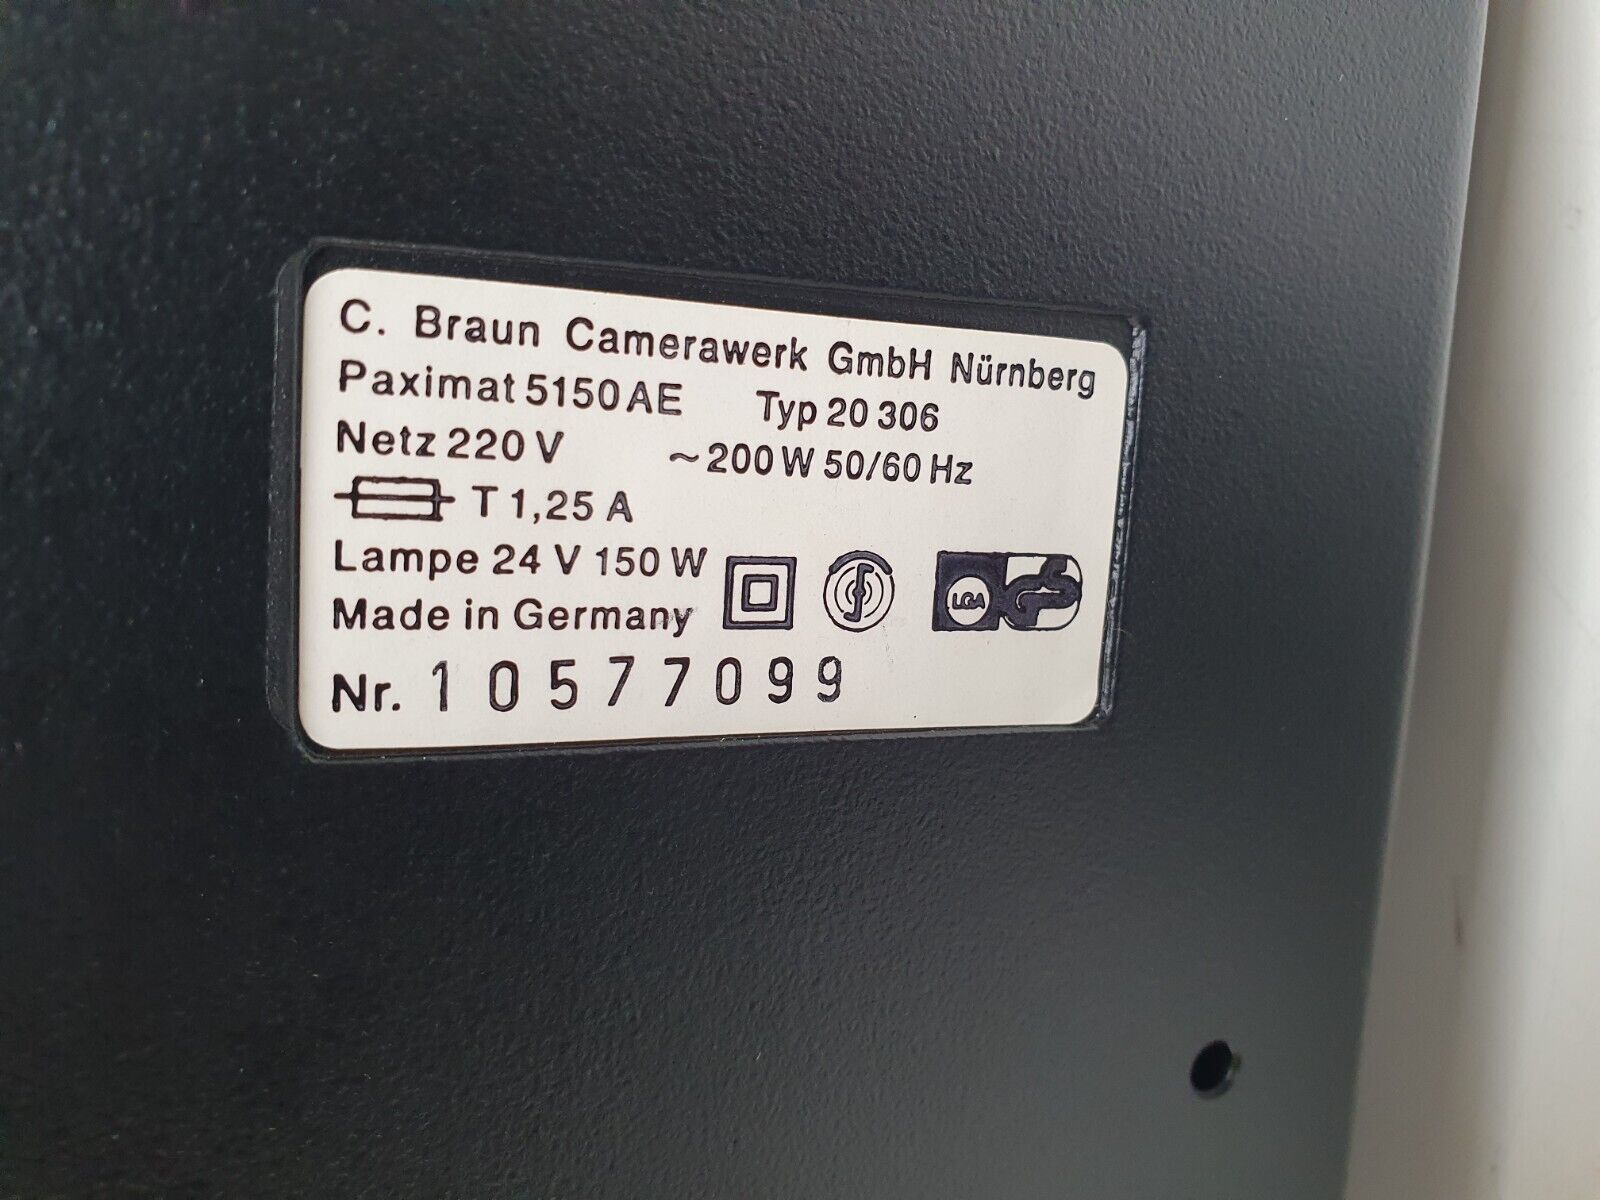 C. Braun Camerawerk GmbH Nürnberg
Paximat 5150 AE Typ 20 306
Netz 220 V ~ 200 W 50/60 Hz
T 1,25 A
Lampe 24 V 150 W
LGA GS
Made in Germany
Nr. 10577099